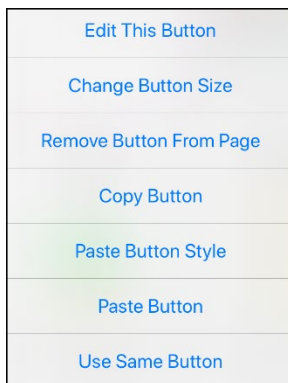 Edit This Button
Change Button Size
Remove Button From Page
Copy Button
Paste Button Style
Paste Button
Use Same Button